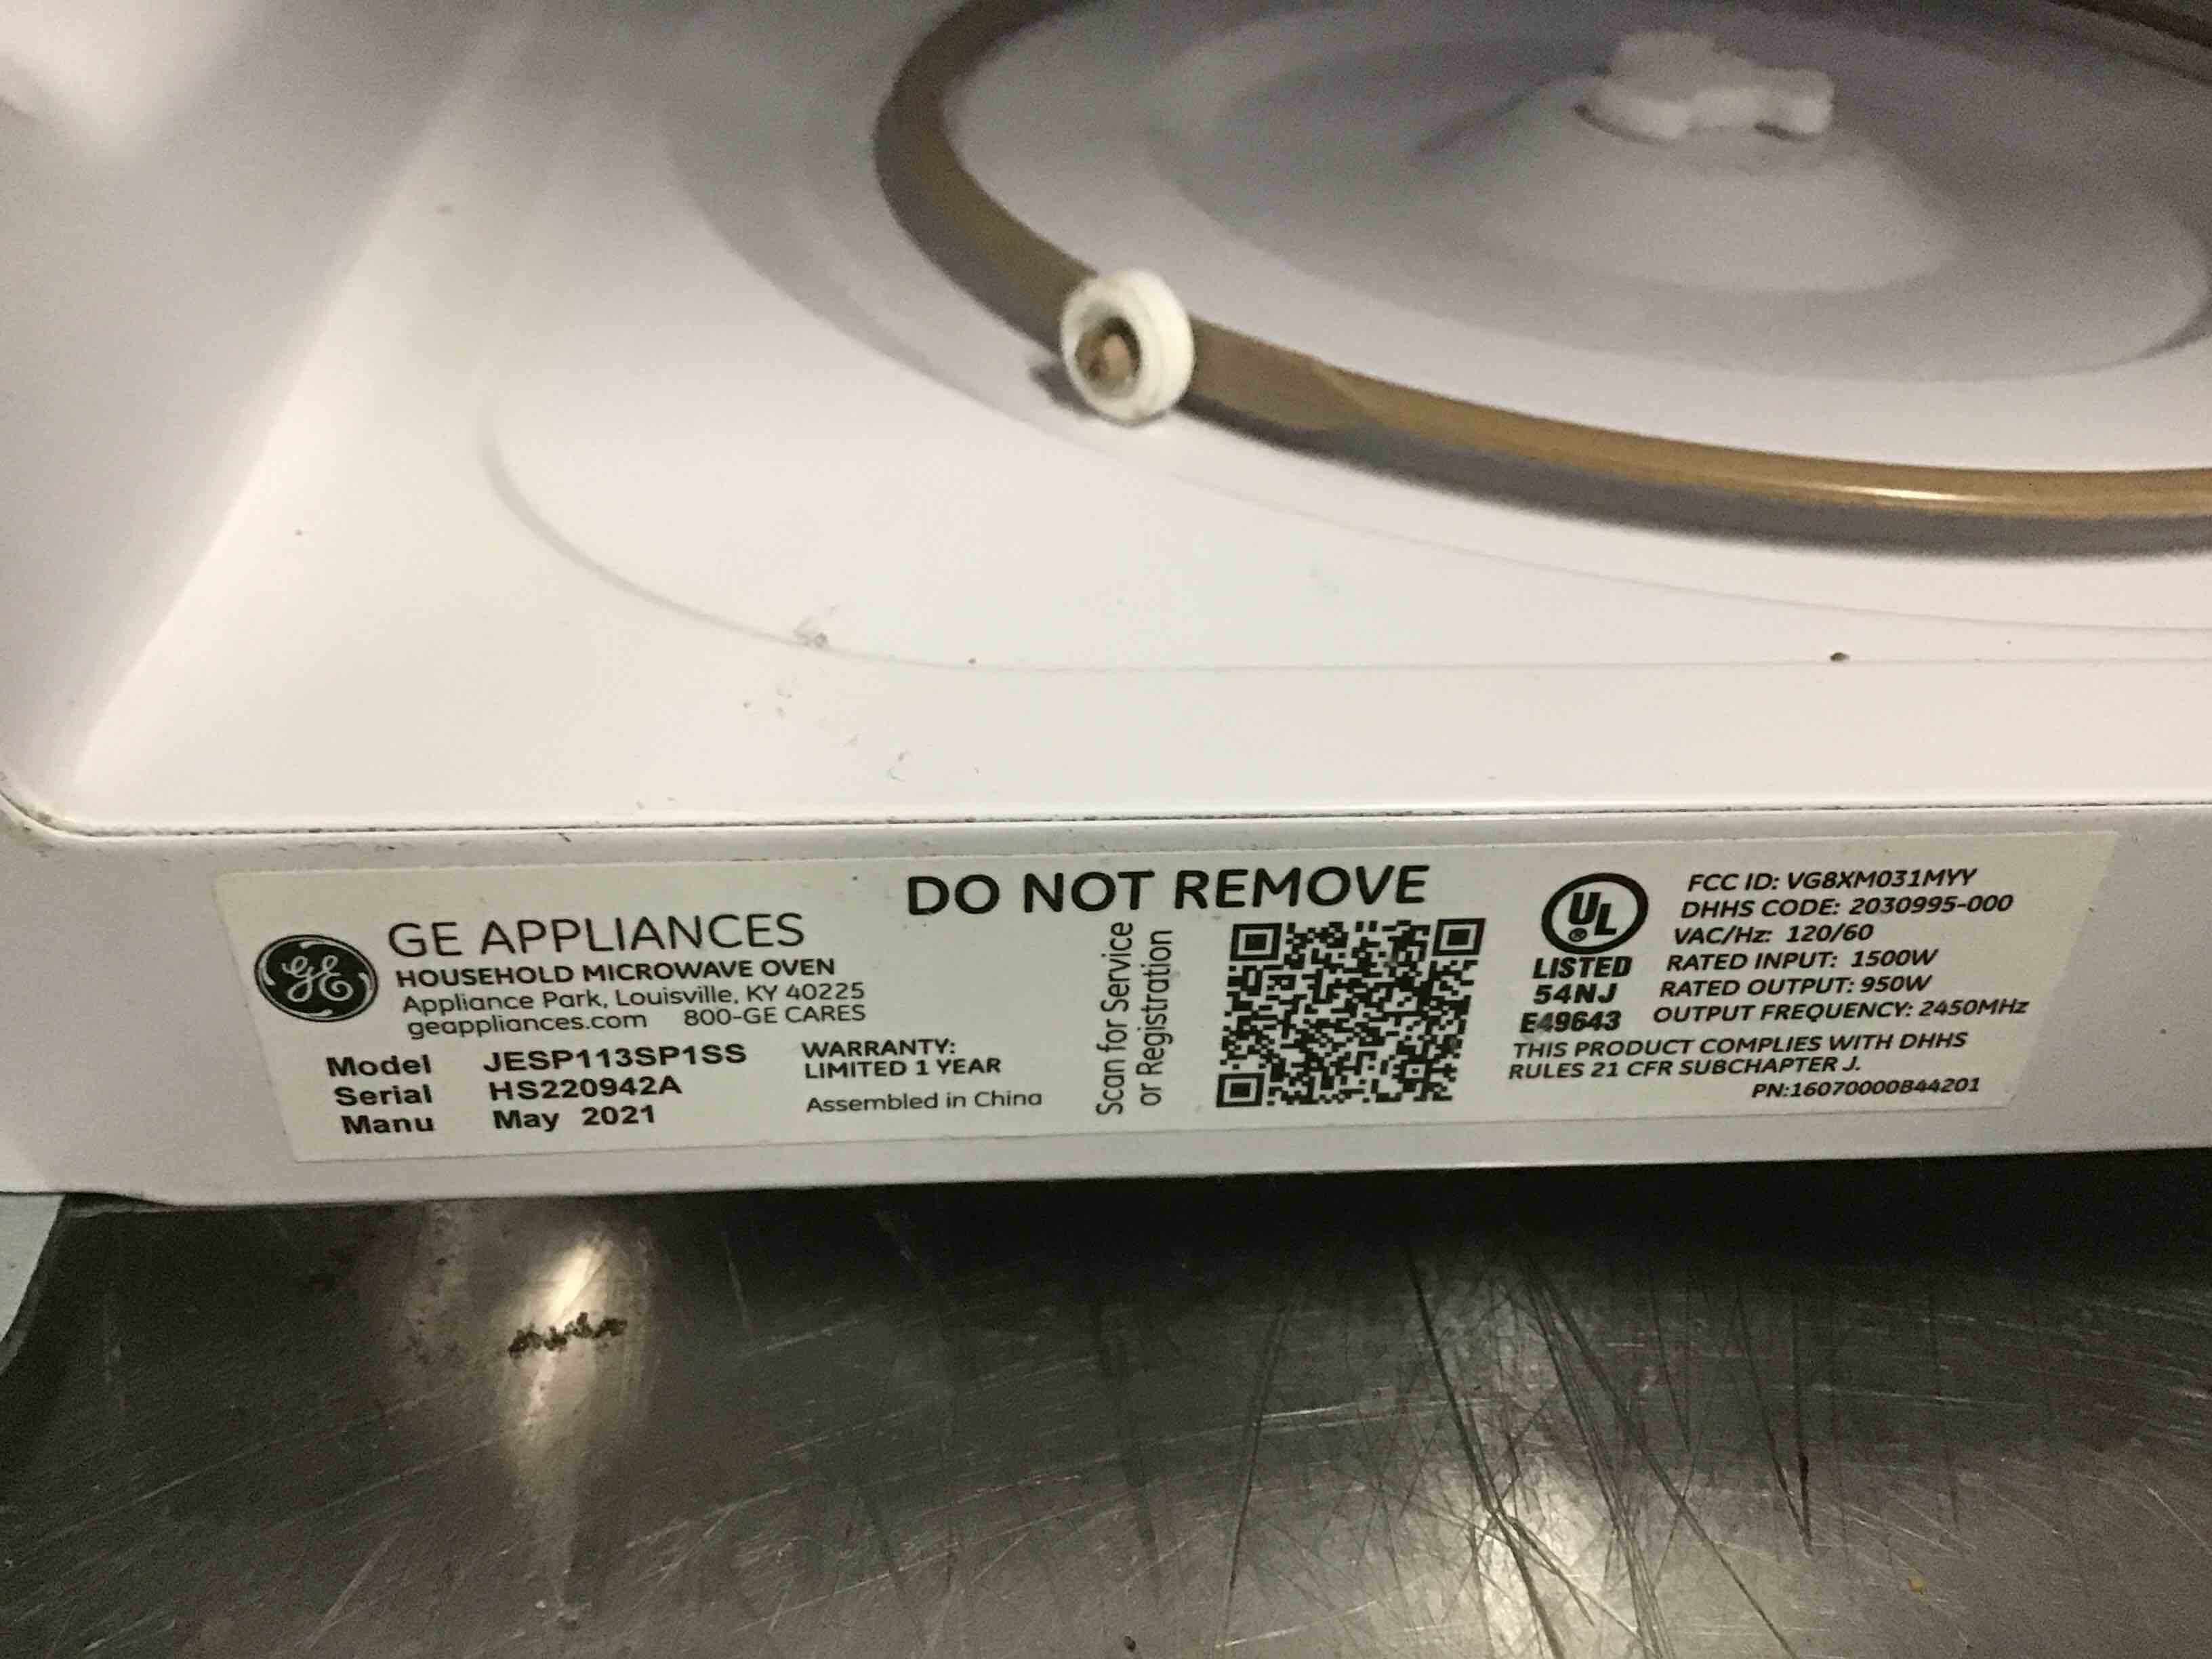 DO NOT REMOVE
GE
GE APPLIANCES
HOUSEHOLD MICROWAVE OVEN
Appliance Park, Louisville, KY 40225
geappliances.com 800-GE CARES
Model JESP113SP1SS
Serial HS220942A
Manu May 2021
WARRANTY:
LIMITED 1 YEAR
Assembled in China
Scan for Service
or Registration
UL
®
LISTED
54NJ
E49643
FCC ID: VG8XM031MYY
DHHS CODE: 2030995-000
VAC/Hz: 120/60
RATED INPUT: 1500W
RATED OUTPUT: 950W
OUTPUT FREQUENCY: 2450MHz
THIS PRODUCT COMPLIES WITH DHHS
RULES 21 CFR SUBCHAPTER J.
PN:16070000B44201